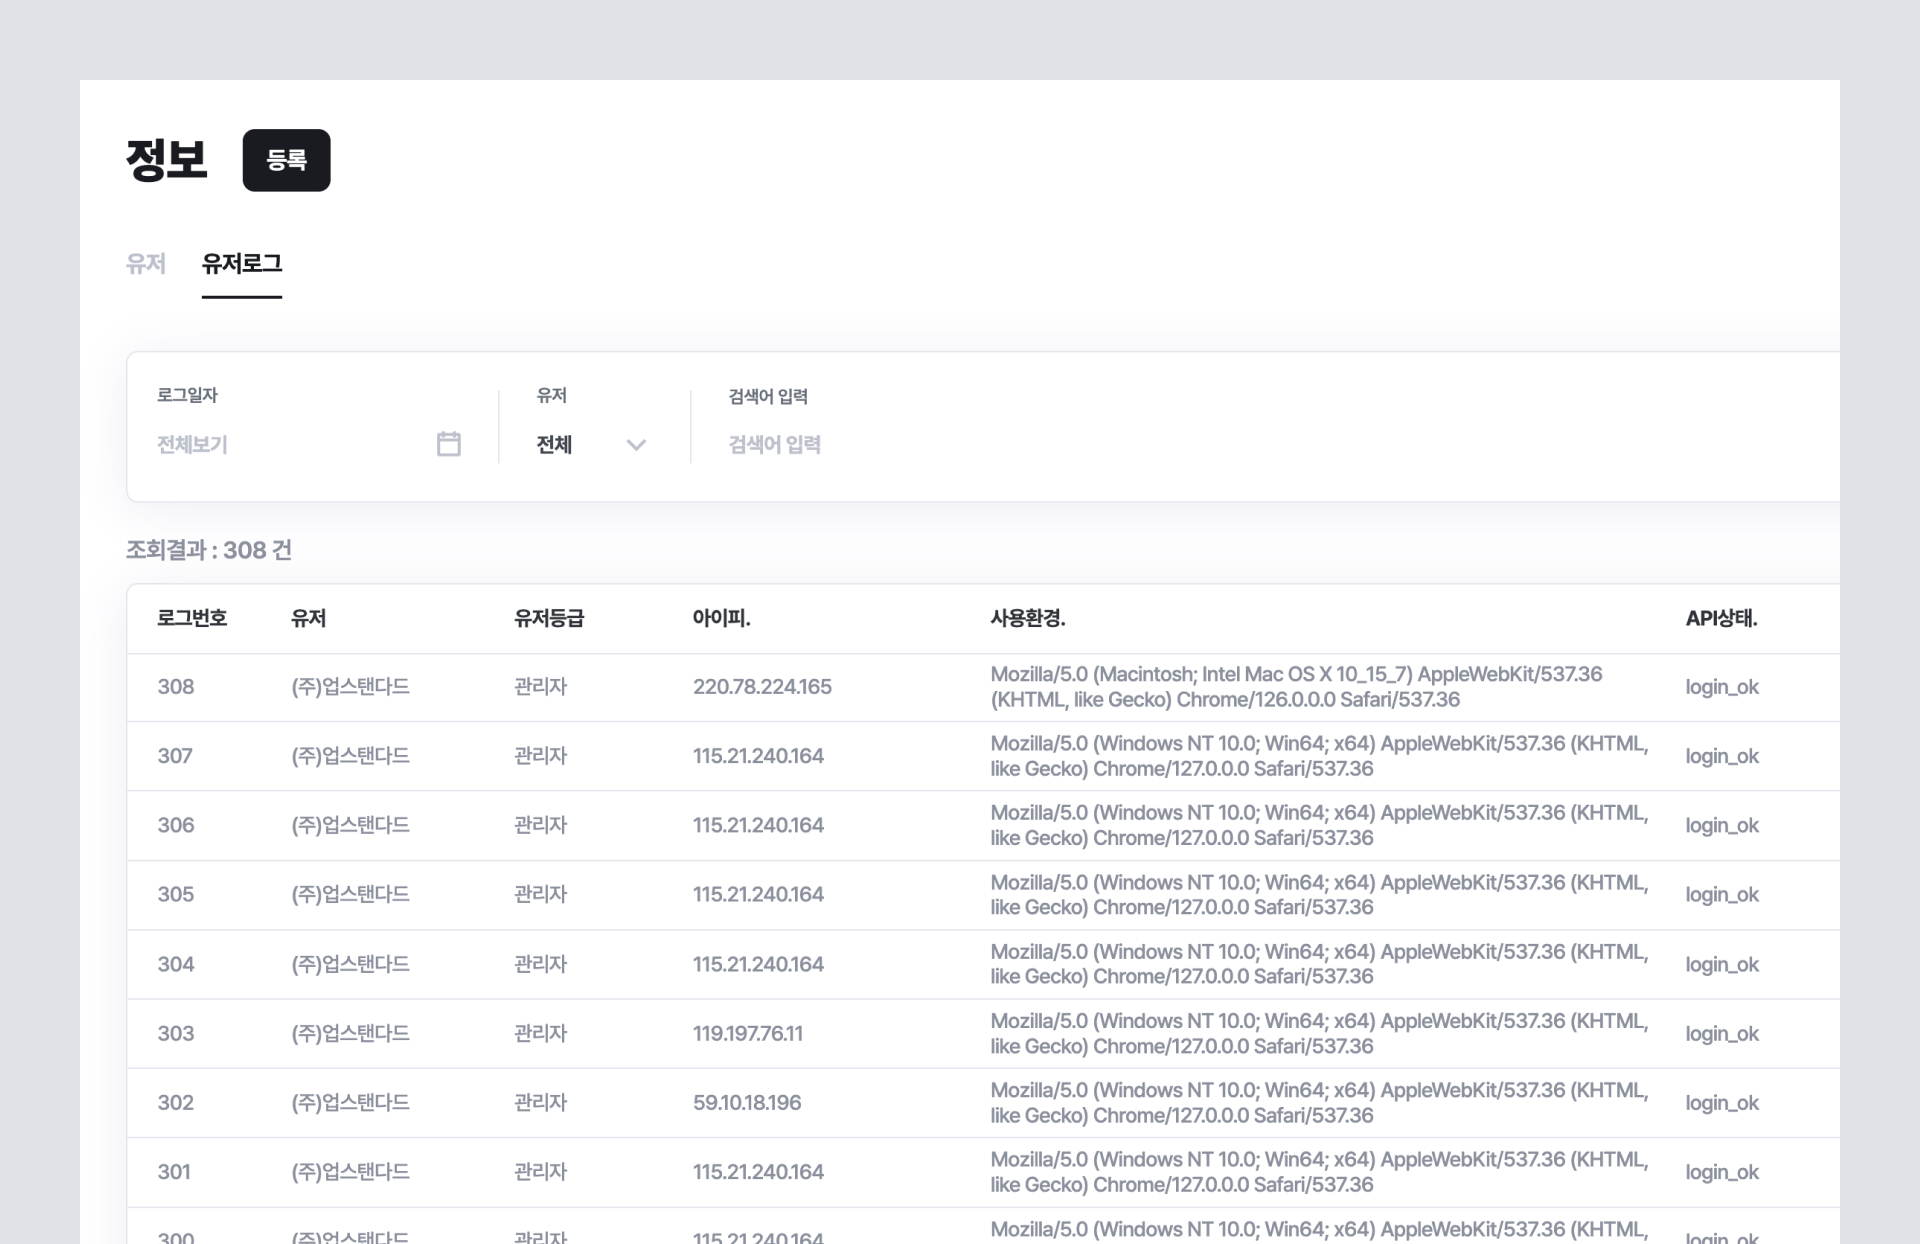 정보 등록
유저 유저로그
로그일자 유저 검색어 입력
전체보기 전체 검색어 입력
조회결과 : 308 건
로그번호 유저 유저등급 아이피. 사용환경. API상태.
308 (주)업스탠다드 관리자 220.78.224.165 Mozilla/5.0 (Macintosh; Intel Mac OS X 10_15_7) AppleWebKit/537.36
(KHTML, like Gecko) Chrome/126.0.0.0 Safari/537.36 login_ok
307 (주)업스탠다드 관리자 115.21.240.164 Mozilla/5.0 (Windows NT 10.0; Win64; x64) AppleWebKit/537.36 (KHTML,
like Gecko) Chrome/127.0.0.0 Safari/537.36 login_ok
306 (주)업스탠다드 관리자 115.21.240.164 Mozilla/5.0 (Windows NT 10.0; Win64; x64) AppleWebKit/537.36 (KHTML,
like Gecko) Chrome/127.0.0.0 Safari/537.36 login_ok
305 (주)업스탠다드 관리자 115.21.240.164 Mozilla/5.0 (Windows NT 10.0; Win64; x64) AppleWebKit/537.36 (KHTML,
like Gecko) Chrome/127.0.0.0 Safari/537.36 login_ok
304 (주)업스탠다드 관리자 115.21.240.164 Mozilla/5.0 (Windows NT 10.0; Win64; x64) AppleWebKit/537.36 (KHTML,
like Gecko) Chrome/127.0.0.0 Safari/537.36 login_ok
303 (주)업스탠다드 관리자 119.197.76.11 Mozilla/5.0 (Windows NT 10.0; Win64; x64) AppleWebKit/537.36 (KHTML,
like Gecko) Chrome/127.0.0.0 Safari/537.36 login_ok
302 (주)업스탠다드 관리자 59.10.18.196 Mozilla/5.0 (Windows NT 10.0; Win64; x64) AppleWebKit/537.36 (KHTML,
like Gecko) Chrome/127.0.0.0 Safari/537.36 login_ok
301 (주)업스탠다드 관리자 115.21.240.164 Mozilla/5.0 (Windows NT 10.0; Win64; x64) AppleWebKit/537.36 (KHTML,
like Gecko) Chrome/127.0.0.0 Safari/537.36 login_ok
300 (주)업스탠다드 관리자 115.21.240.164 Mozilla/5.0 (Windows NT 10.0; Win64; x64) AppleWebKit/537.36 (KHTML,
login_ok